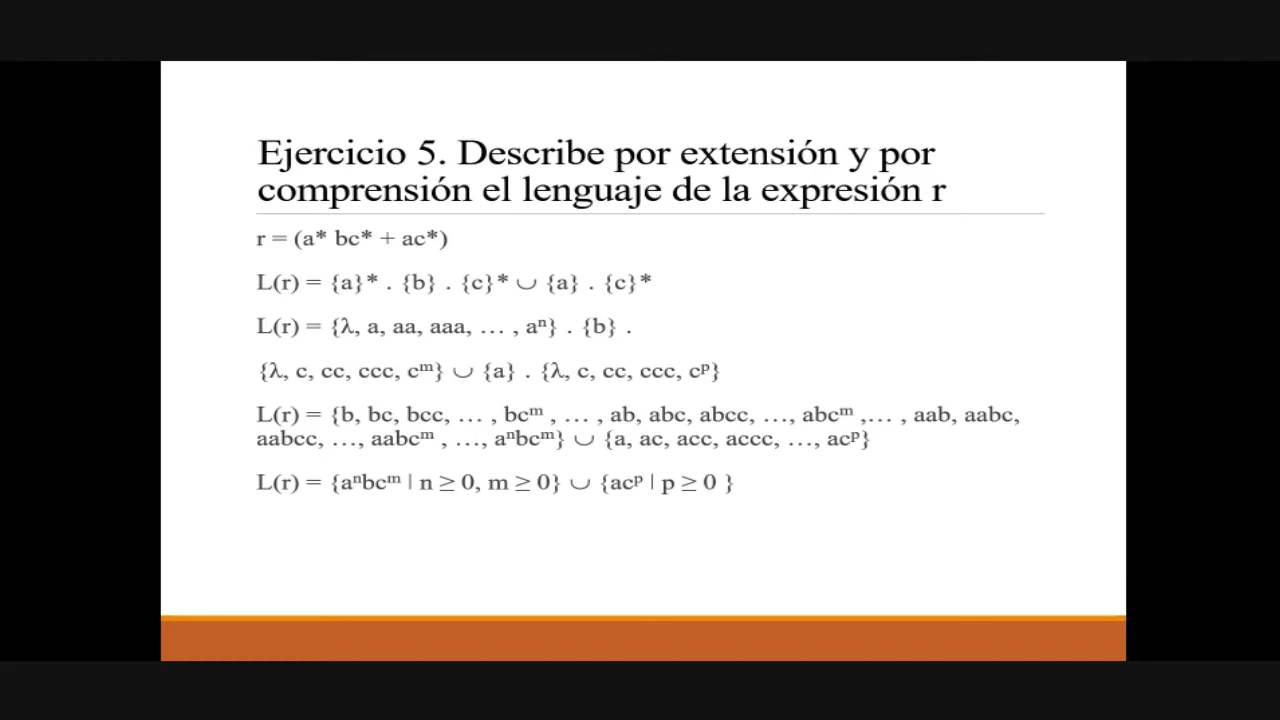 Ejercicio 5. Describe por extensión y por
comprensión el lenguaje de la expresión r
r = (a* bc* + ac*)
L(r) = {a}* . {b} . {c}* ∪ {a} . {c}*
L(r) = {λ, a, aa, aaa, … , aⁿ} . {b} .
{λ, c, cc, ccc, cᵐ} ∪ {a} . {λ, c, cc, ccc, cᵖ}
L(r) = {b, bc, bcc, … , bcᵐ , … , ab, abc, abcc, …, abcᵐ ,… , aab, aabc,
aabcc, …, aabcᵐ , …, aⁿbcᵐ} ∪ {a, ac, acc, accc, …, acᵖ}
L(r) = {aⁿbcᵐ | n ≥ 0, m ≥ 0} ∪ {acᵖ | p ≥ 0 }